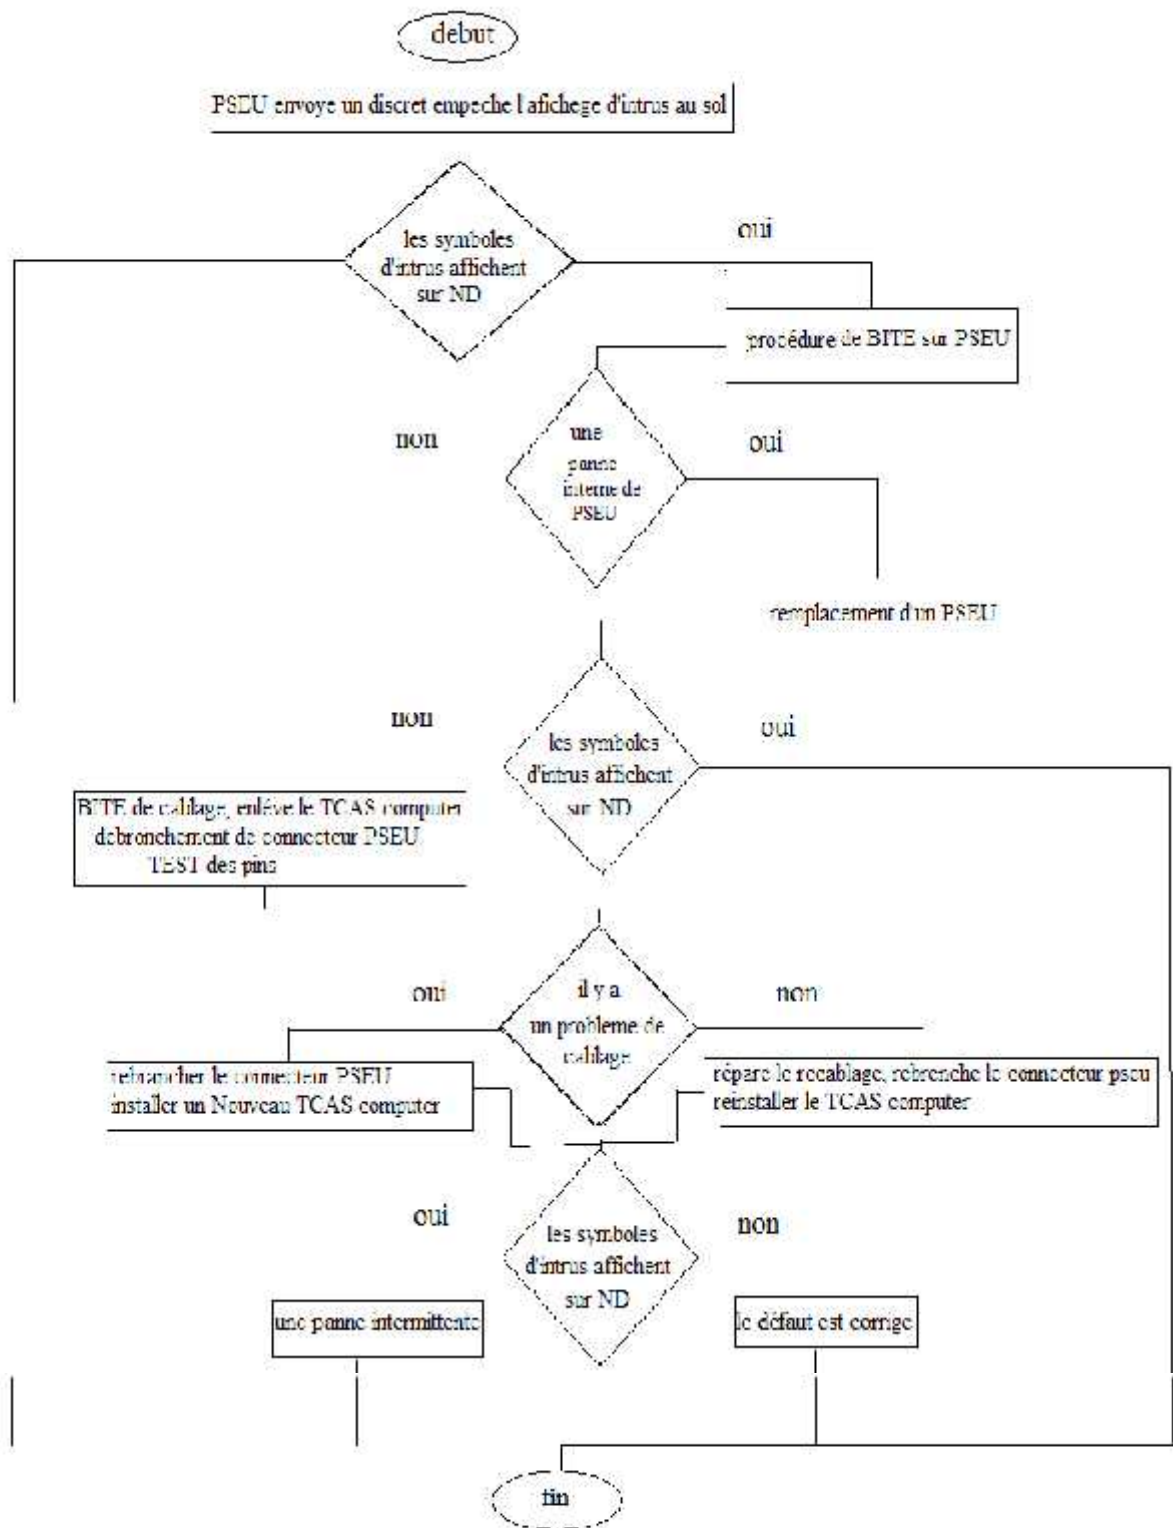 debut
PSEU envoye un discret empeche l'afichege d'intrus au sol
les symboles
d'intrus affichent
sur ND
oui
procédure de BITE sur PSEU
non
une
panne
interne de
PSEU
oui
remplacement d'un PSEU
non
les symboles
d'intrus affichent
sur ND
oui
BITE de cablage, enléve le TCAS computer
debronchement de connecteur PSEU
TEST des pins
oui
il y a
un probleme de
cablage
non
rebrancher le connecteur PSEU
installer un Nouveau TCAS computer
répare le recablage, rebrenche le connecteur pseu
reinstaller le TCAS computer
oui
les symboles
d'intrus affichent
sur ND
non
une panne intermittente
le défaut est corrige
fin